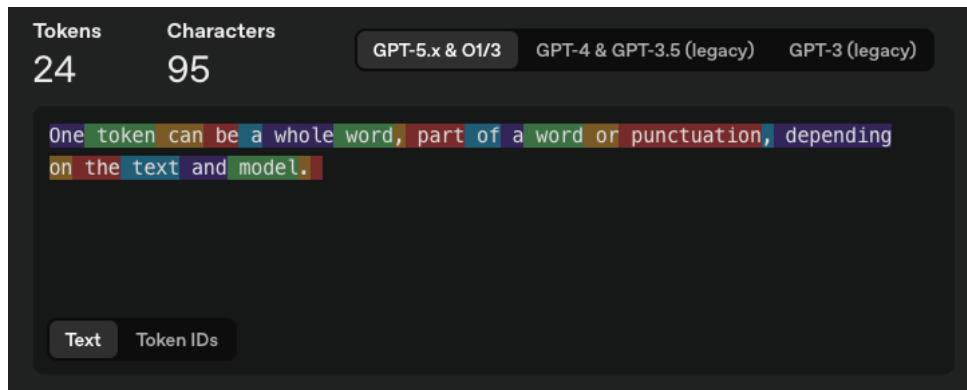 Tokens Characters
24 95
GPT-5.x & O1/3 GPT-4 & GPT-3.5 (legacy) GPT-3 (legacy)
One token can be a whole word, part of a word or punctuation, depending
on the text and model.
Text Token IDs